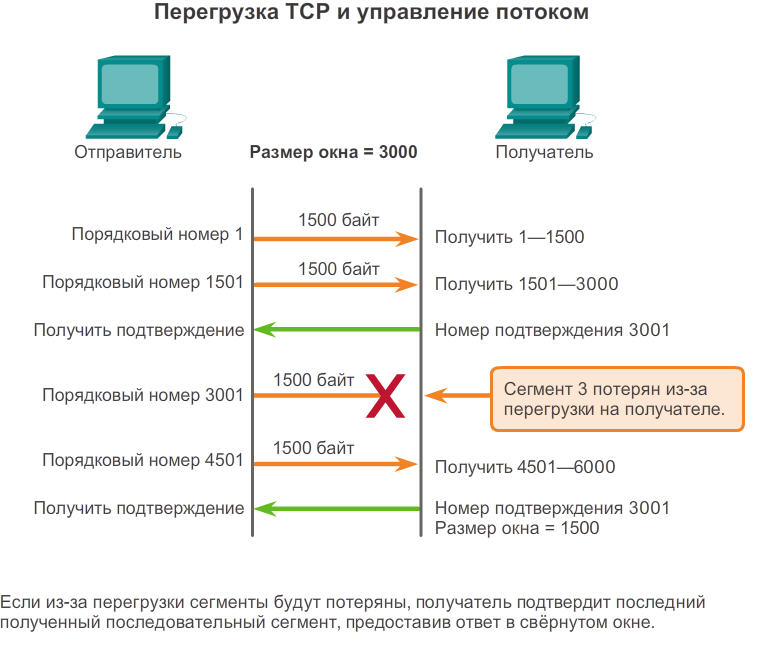 Перегрузка TCP и управление потоком
Отправитель
Размер окна = 3000
Получатель
1500 байт
Порядковый номер 1
Получить 1—1500
1500 байт
Порядковый номер 1501
Получить 1501—3000
Получить подтверждение
Номер подтверждения 3001
1500 байт
Порядковый номер 3001
X
Сегмент 3 потерян из-за
перегрузки на получателе.
1500 байт
Порядковый номер 4501
Получить 4501—6000
Получить подтверждение
Номер подтверждения 3001
Размер окна = 1500
Если из-за перегрузки сегменты будут потеряны, получатель подтвердит последний
полученный последовательный сегмент, предоставив ответ в свёрнутом окне.